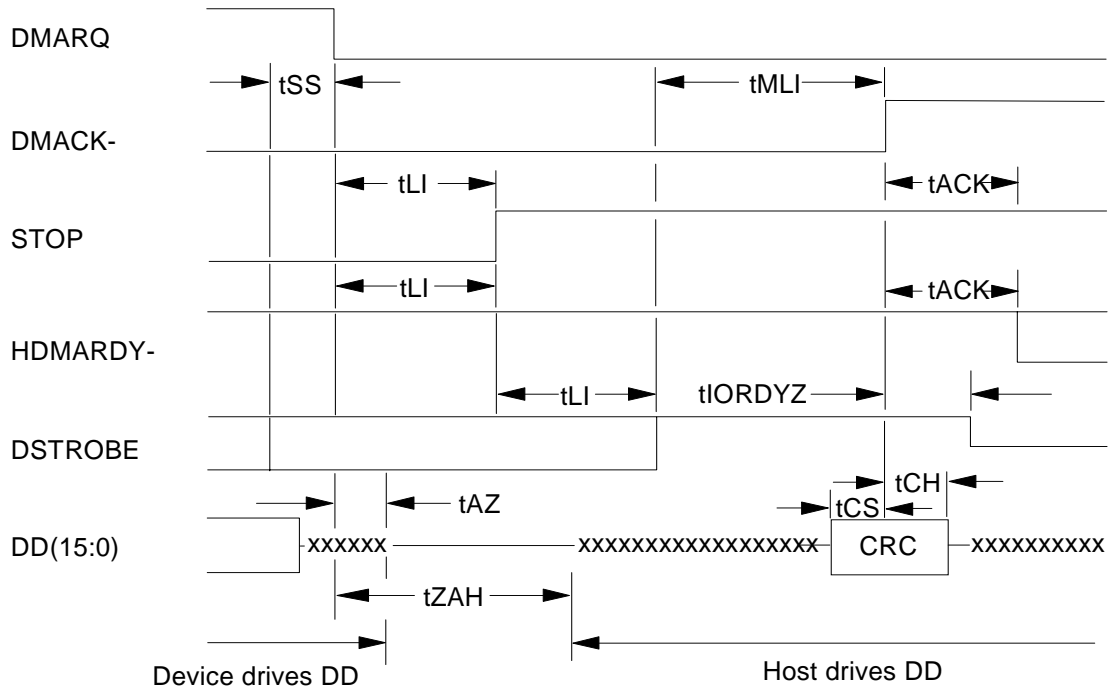 DMARQ
tSS
tMLI
DMACK-
tLI
tACK
STOP
tLI
tACK
HDMARDY-
tLI
tIORDYZ
DSTROBE
tCH
tAZ
tCS
DD(15:0)
xxxxxx
xxxxxxxxxxxxxxxxxx
CRC
xxxxxxxxxx
tZAH
Device drives DD
Host drives DD